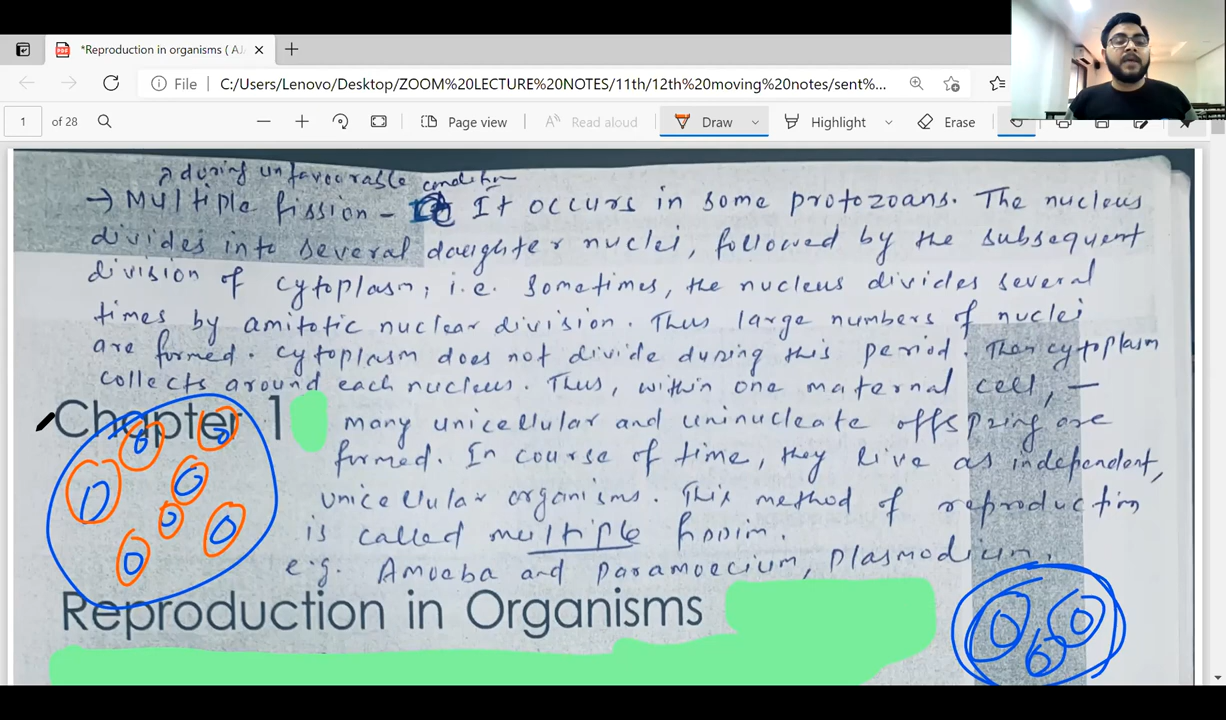 *Reproduction in organisms ( AJ
File C:/Users/Lenovo/Desktop/ZOOM%20LECTURE%20NOTES/11th/12th%20moving%20notes/sent%...
1 of 28 Page view Read aloud Draw Highlight Erase
during unfavourable condition
→ Multiple fission – It occurs in some protozoans. The nucleus
divides into several daughter nuclei, followed by the subsequent
division of cytoplasm, i.e. Sometimes, the nucleus divides several
times by amitotic nuclear division. Thus large numbers of nuclei
are formed. cytoplasm does not divide during this period. Then cytoplasm
collects around each nucleus. Thus, within one maternal cell, –
Chapter 1
many unicellular and uninucleate offspring are
formed. In course of time, they live as independent,
unicellular organisms. This method of reproduction
is called multiple fission.
e.g. Amoeba and Paramoecium, Plasmodium.
Reproduction in Organisms